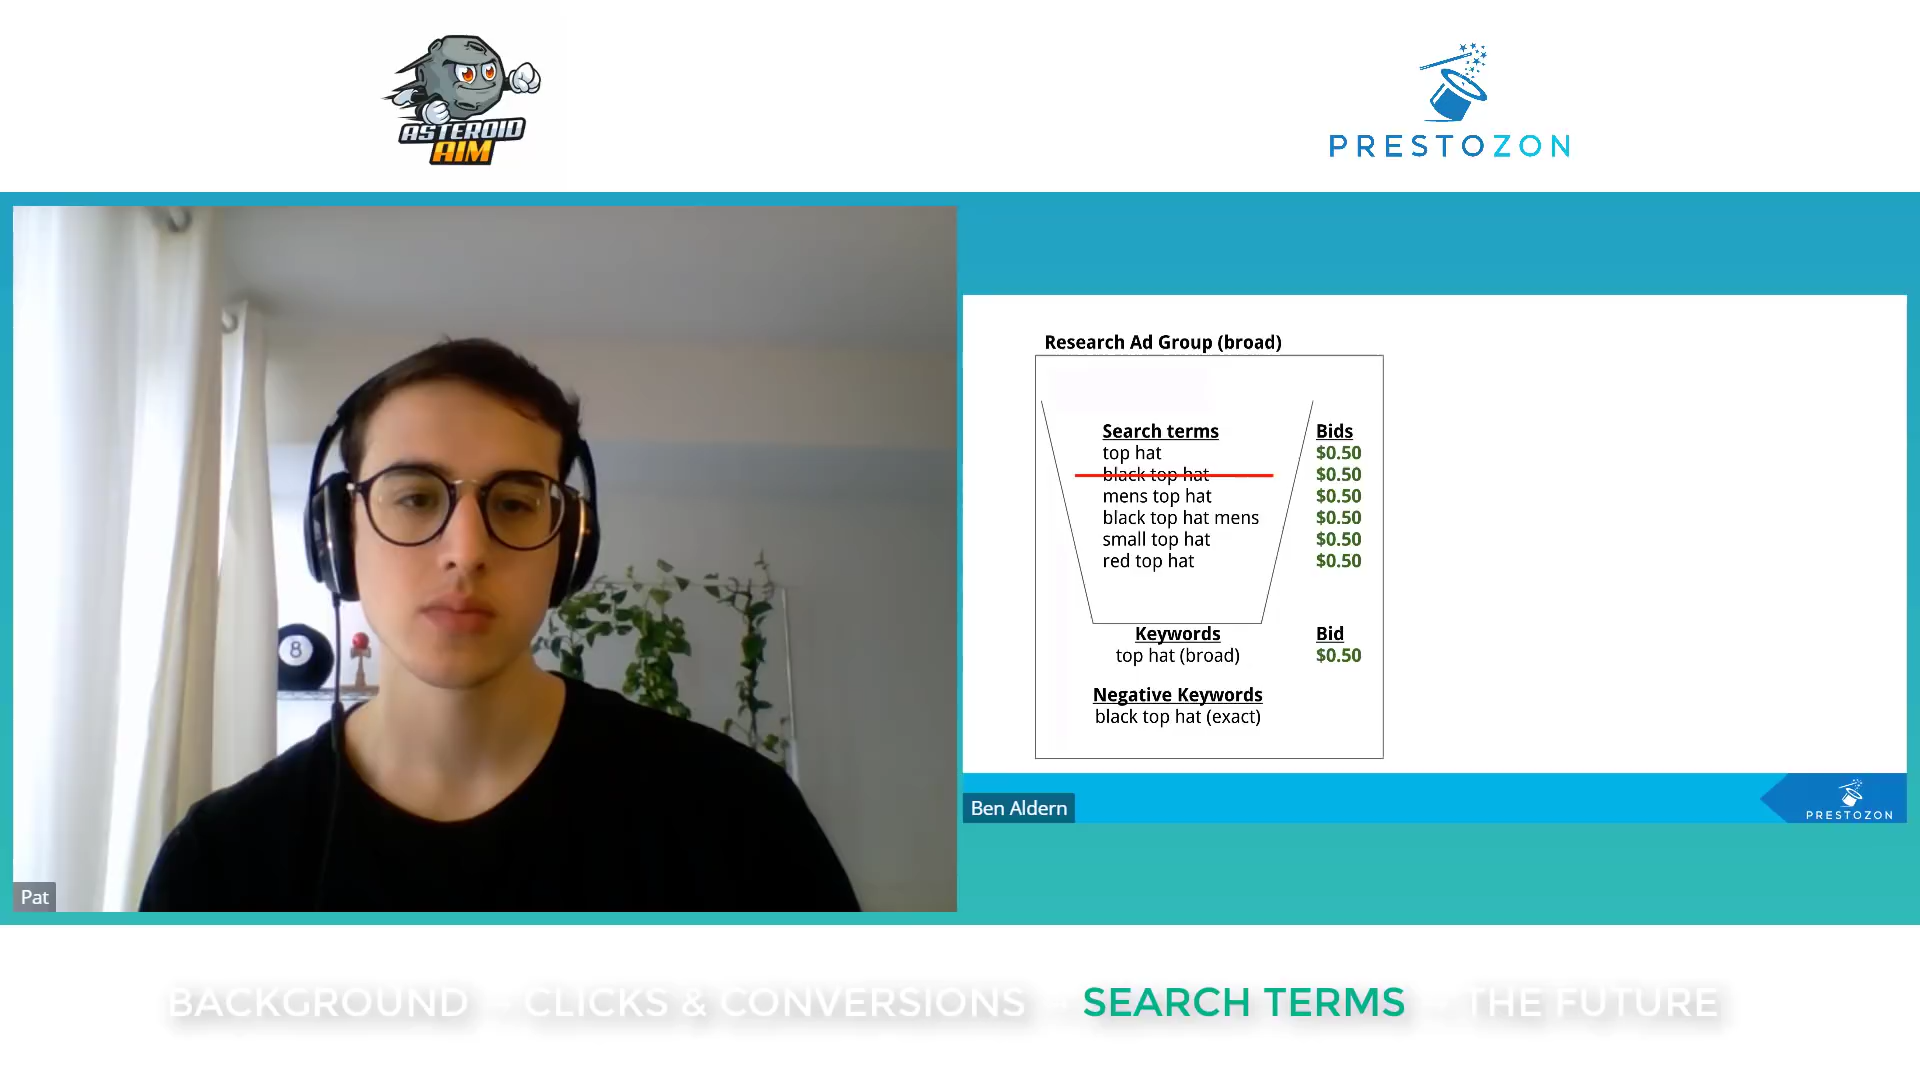 ASTEROID
AIM
PRESTOZON
Research Ad Group (broad)
Search terms
Bids
top hat
$0.50
black top hat
$0.50
mens top hat
$0.50
black top hat mens
$0.50
small top hat
$0.50
red top hat
$0.50
Keywords
Bid
top hat (broad)
$0.50
Negative Keywords
black top hat (exact)
8
Pat
Ben Aldern
PRESTOZON
BACKGROUND - CLICKS & CONVERSIONS - SEARCH TERMS - THE FUTURE